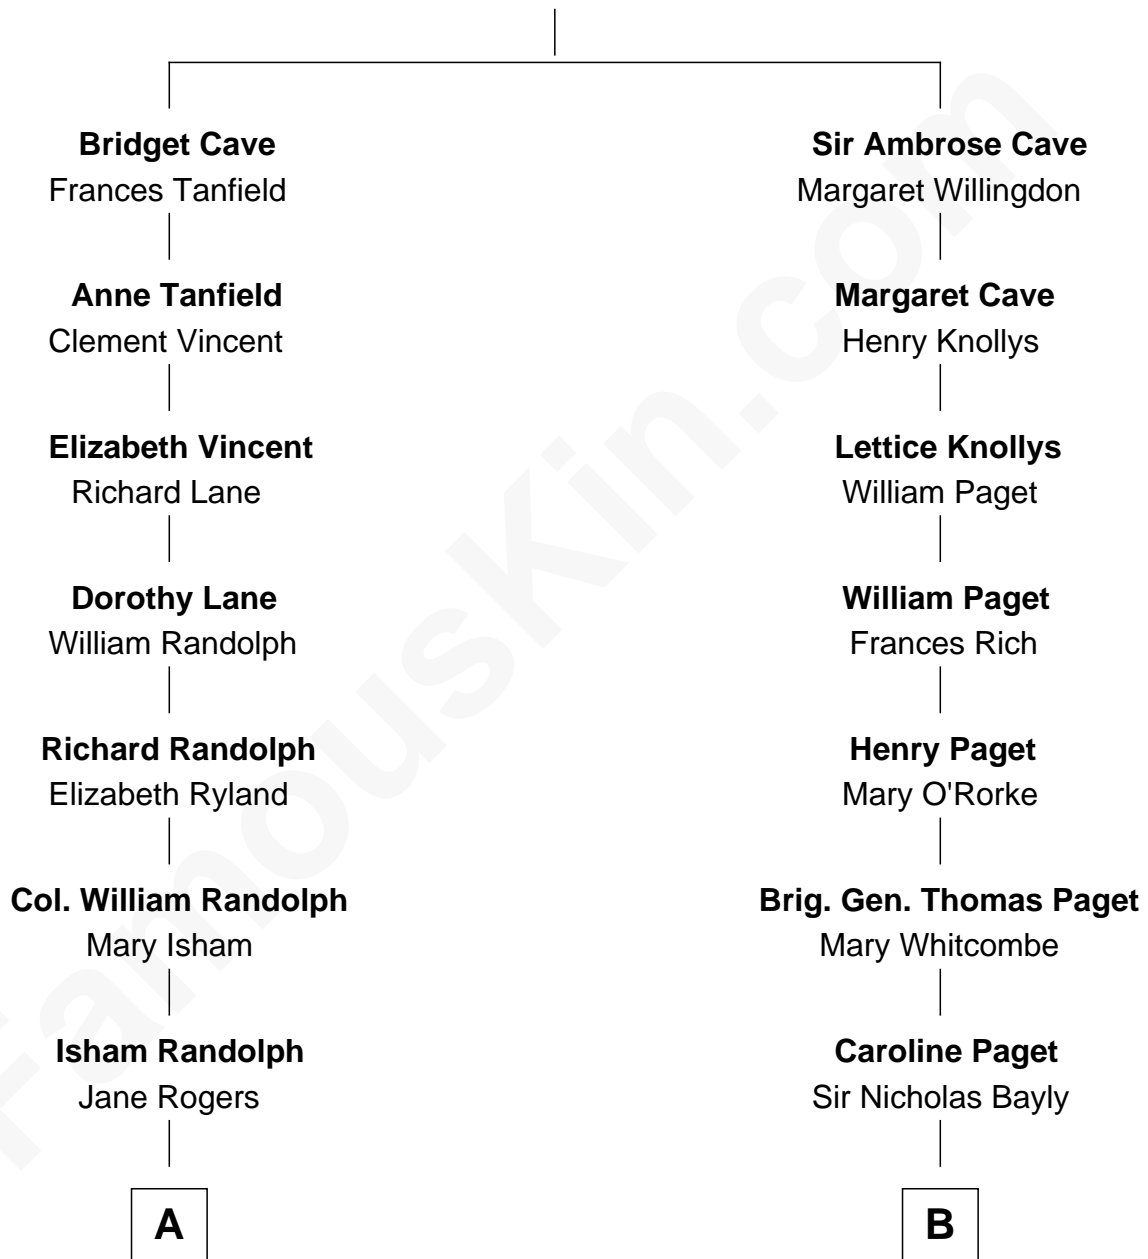 Bridget Cave
Frances Tanfield
Anne Tanfield
Clement Vincent
Elizabeth Vincent
Richard Lane
Dorothy Lane
William Randolph
Richard Randolph
Elizabeth Ryland
Col. William Randolph
Mary Isham
Isham Randolph
Jane Rogers
A
Sir Ambrose Cave
Margaret Willingdon
Margaret Cave
Henry Knollys
Lettice Knollys
William Paget
William Paget
Frances Rich
Henry Paget
Mary O'Rorke
Brig. Gen. Thomas Paget
Mary Whitcombe
Caroline Paget
Sir Nicholas Bayly
B
FamousKin.com